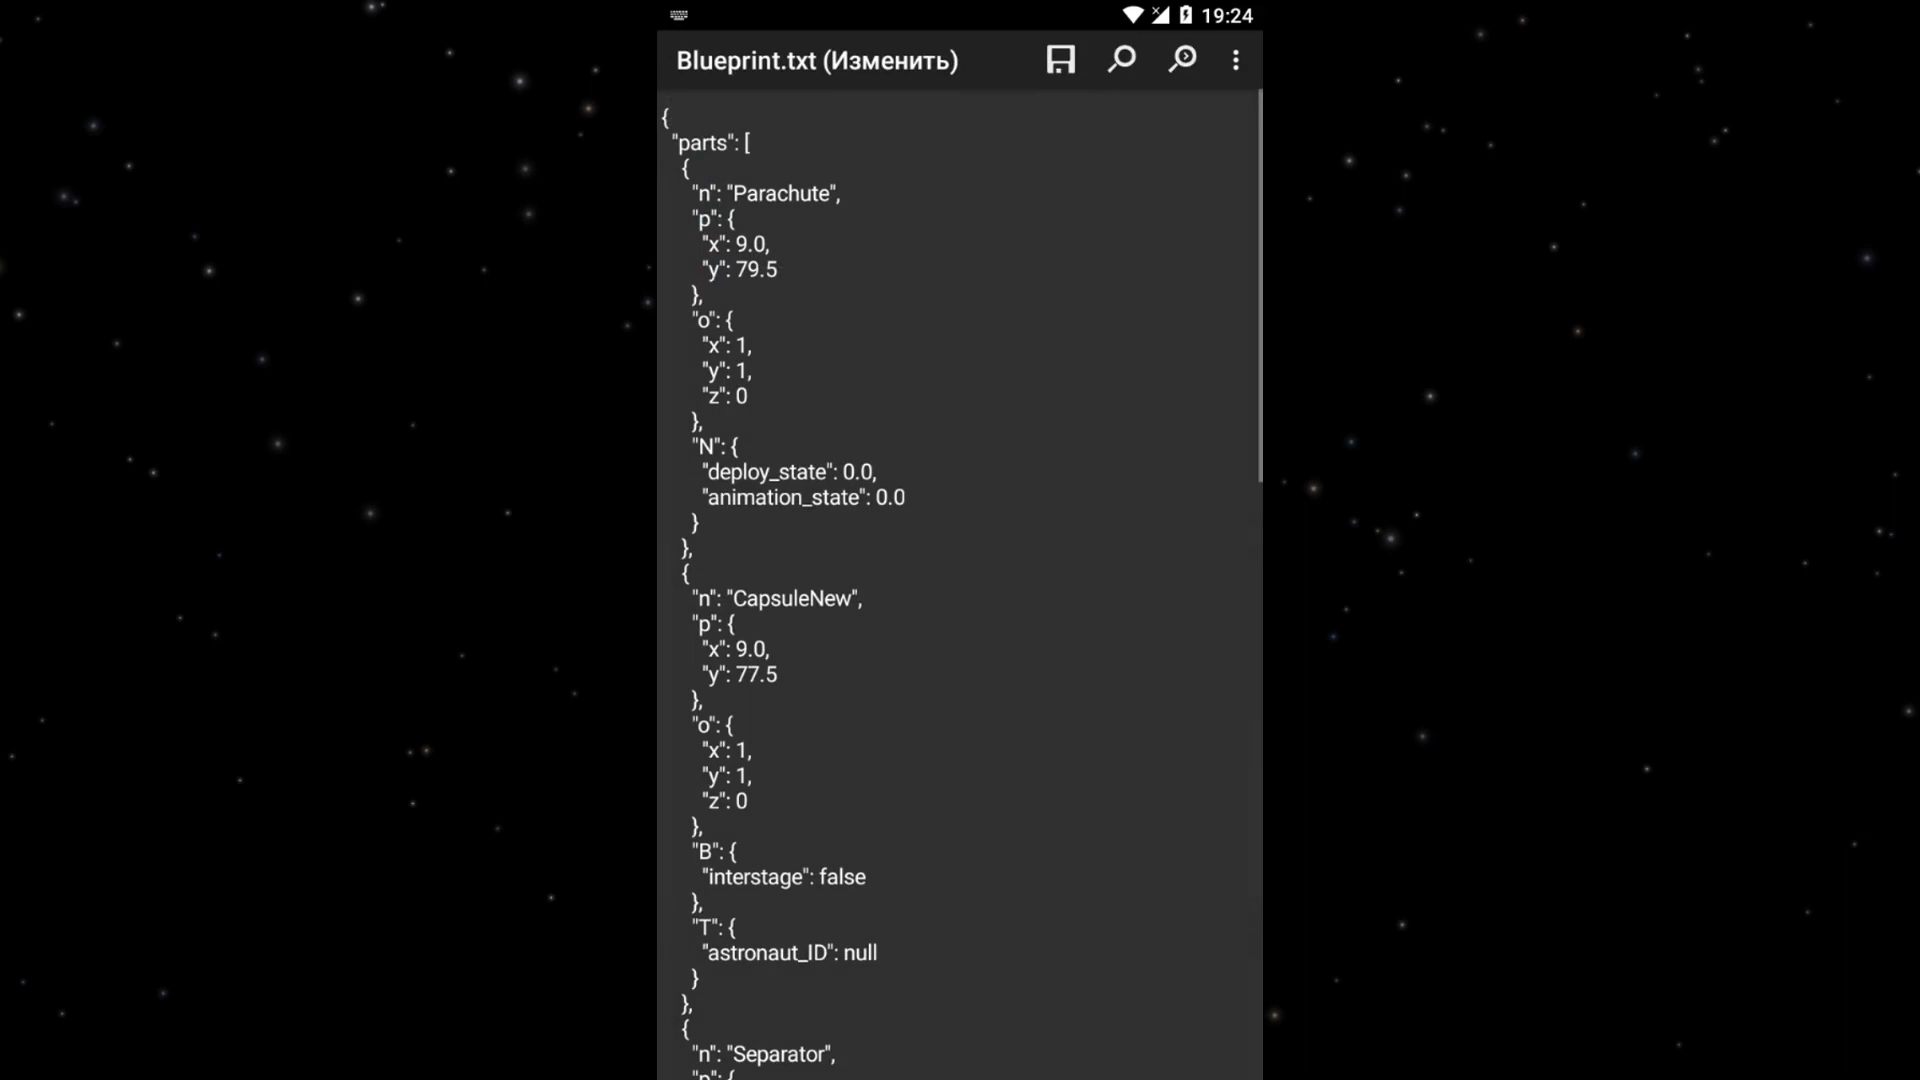 19:24
Blueprint.txt (Изменить)
{
"parts": [
{
"n": "Parachute",
"p": {
"x": 9.0,
"y": 79.5
},
"o": {
"x": 1,
"y": 1,
"z": 0
},
"N": {
"deploy_state": 0.0,
"animation_state": 0.0
}
},
{
"n": "CapsuleNew",
"p": {
"x": 9.0,
"y": 77.5
},
"o": {
"x": 1,
"y": 1,
"z": 0
},
"B": {
"interstage": false
},
"T": {
"astronaut_ID": null
}
},
{
"n": "Separator",
"p": {